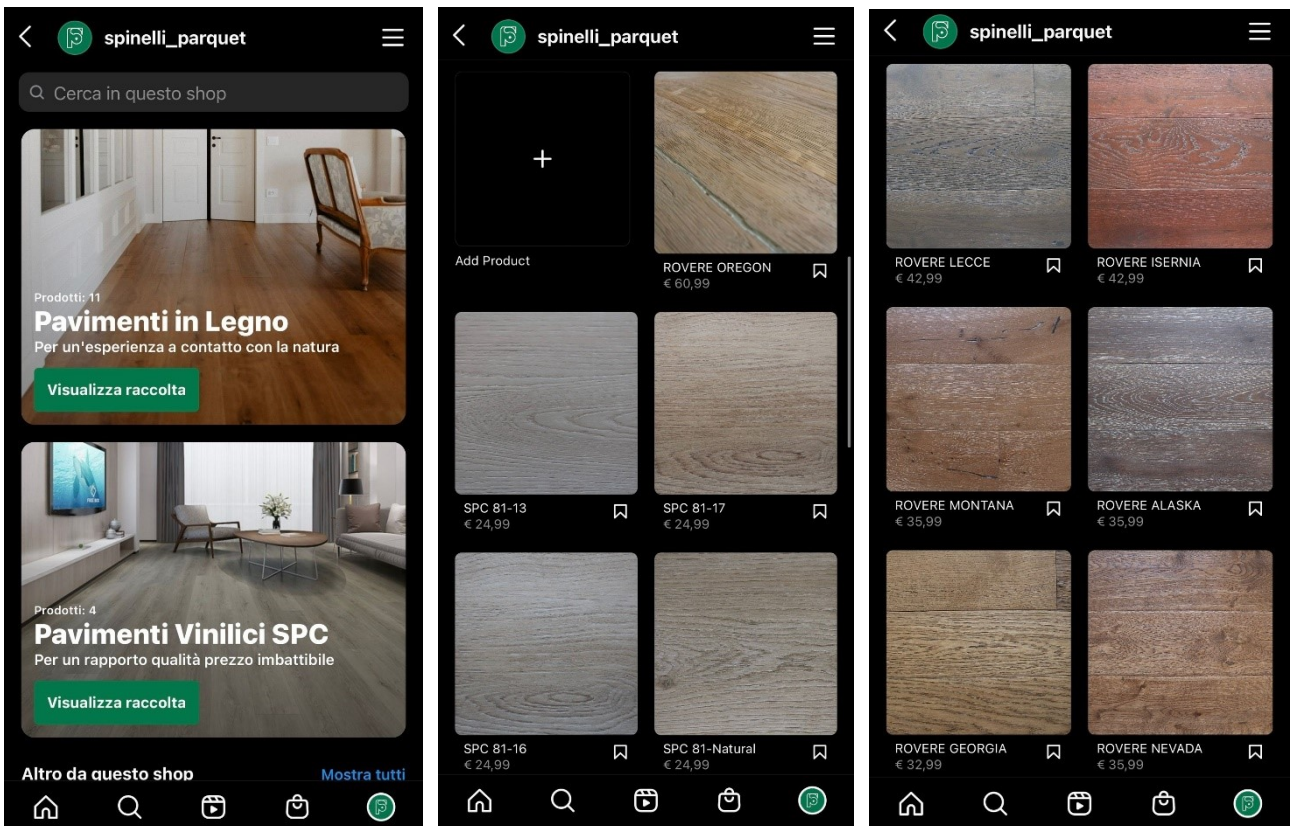 spinelli_parquet
Cerca in questo shop
Prodotti: 11
Pavimenti in Legno
Per un'esperienza a contatto con la natura
Visualizza raccolta
Prodotti: 4
Pavimenti Vinilici SPC
Per un rapporto qualità prezzo imbattibile
Visualizza raccolta
Altro da questo shop
Mostra tutti
spinelli_parquet
Add Product
ROVERE OREGON
€ 60,99
SPC 81-13
€ 24,99
SPC 81-17
€ 24,99
SPC 81-16
€ 24,99
SPC 81-Natural
€ 24,99
spinelli_parquet
ROVERE LECCE
€ 42,99
ROVERE ISERNIA
€ 42,99
ROVERE MONTANA
€ 35,99
ROVERE ALASKA
€ 35,99
ROVERE GEORGIA
€ 32,99
ROVERE NEVADA
€ 35,99